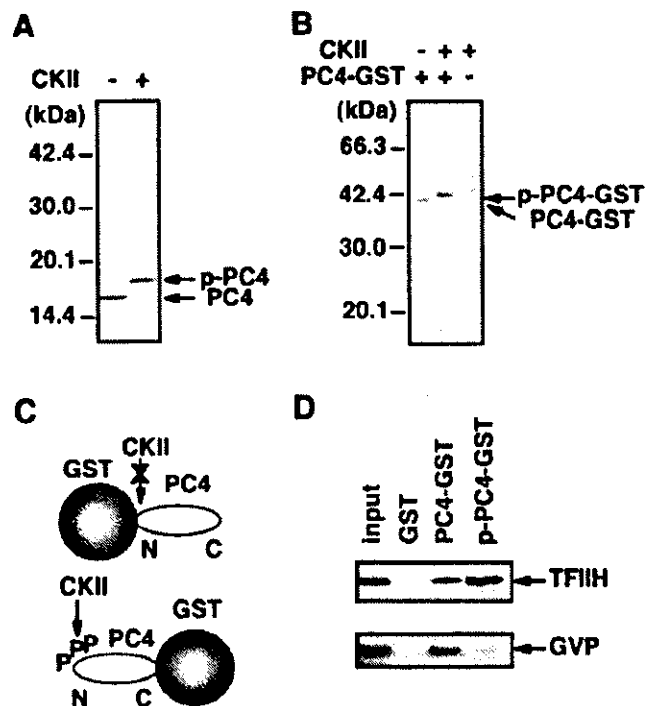 A
CKII - +
(kDa)
42.4
30.0
20.1
14.4
p-PC4
PC4
B
CKII - + +
PC4-GST + + -
(kDa)
66.3
42.4
30.0
20.1
p-PC4-GST
PC4-GST
C
CKII
GST
PC4
N
C
CKII
GST
P P P
PC4
N
C
D
input
GST
PC4-GST
p-PC4-GST
TFIIH
GVP